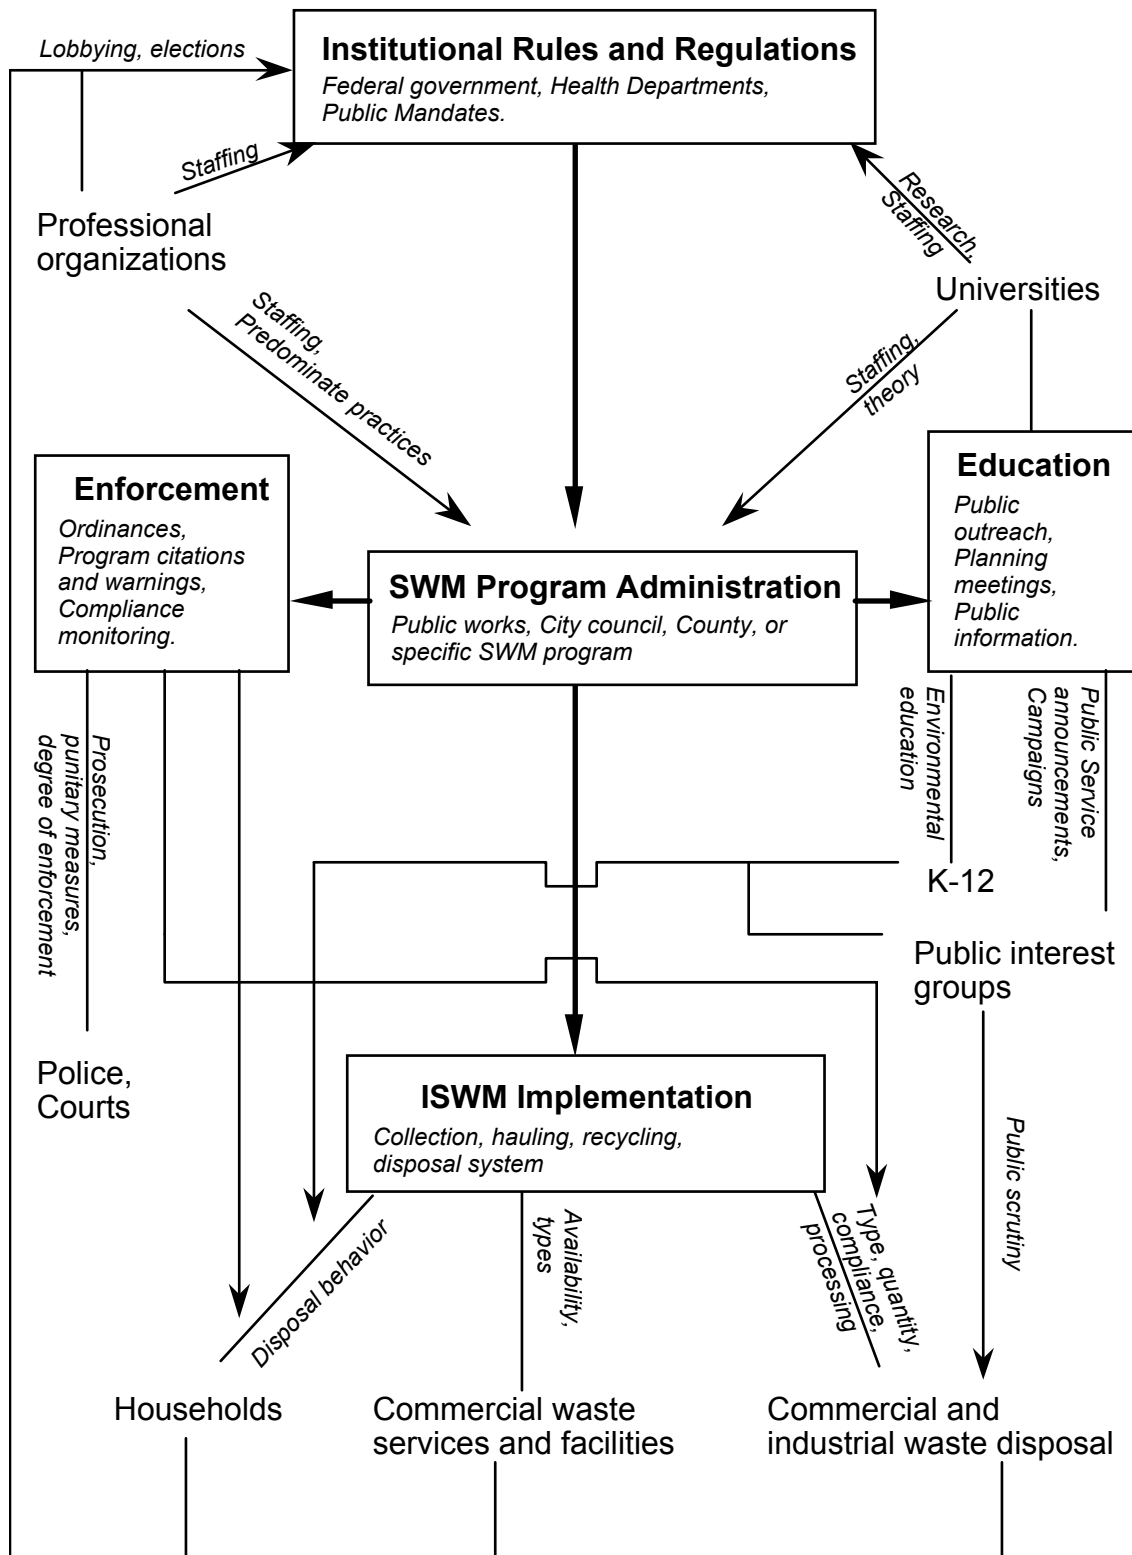 Lobbying, elections
Institutional Rules and Regulations
Federal government, Health Departments,
Public Mandates.
Staffing
Research,
Staffing
Professional
organizations
Universities
Staffing,
Predominate practices
Staffing,
theory
Enforcement
Ordinances,
Program citations
and warnings,
Compliance
monitoring.
SWM Program Administration
Public works, City council, County, or
specific SWM program
Education
Public
outreach,
Planning
meetings,
Public
information.
Prosecution,
punitary measures,
degree of enforcement
Environmental
education
Public Service
announcements,
Campaigns
K-12
Public interest
groups
Police,
Courts
ISWM Implementation
Collection, hauling, recycling,
disposal system
Disposal behavior
Availability,
types
Type, quantity,
compliance,
processing
Public scrutiny
Households
Commercial waste
services and facilities
Commercial and
industrial waste disposal